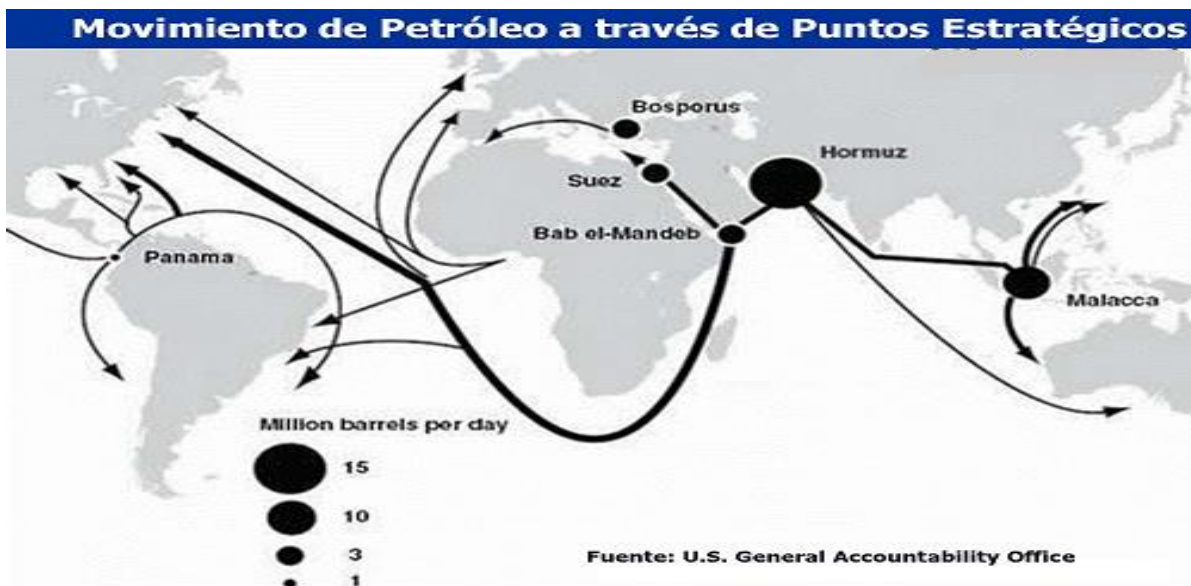 Movimiento de Petróleo a través de Puntos Estratégicos
Bosporus
Hormuz
Suez
Bab el-Mandeb
Panama
Malacca
Million barrels per day
15
10
3
1
Fuente: U.S. General Accountability Office